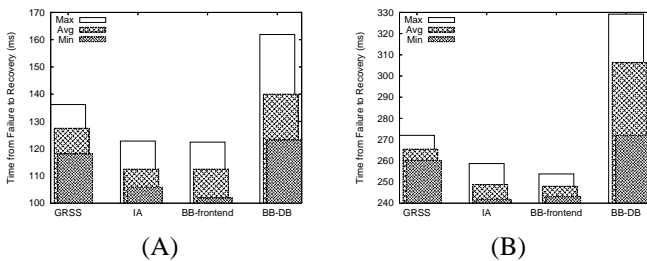 Time from Failure to Recovery (ms)
170
160
150
140
130
120
110
100
Max
Avg
Min
GRSS IA BB-frontend BB-DB
(A)
Time from Failure to Recovery (ms)
330
320
310
300
290
280
270
260
250
240
Max
Avg
Min
GRSS IA BB-frontend BB-DB
(B)